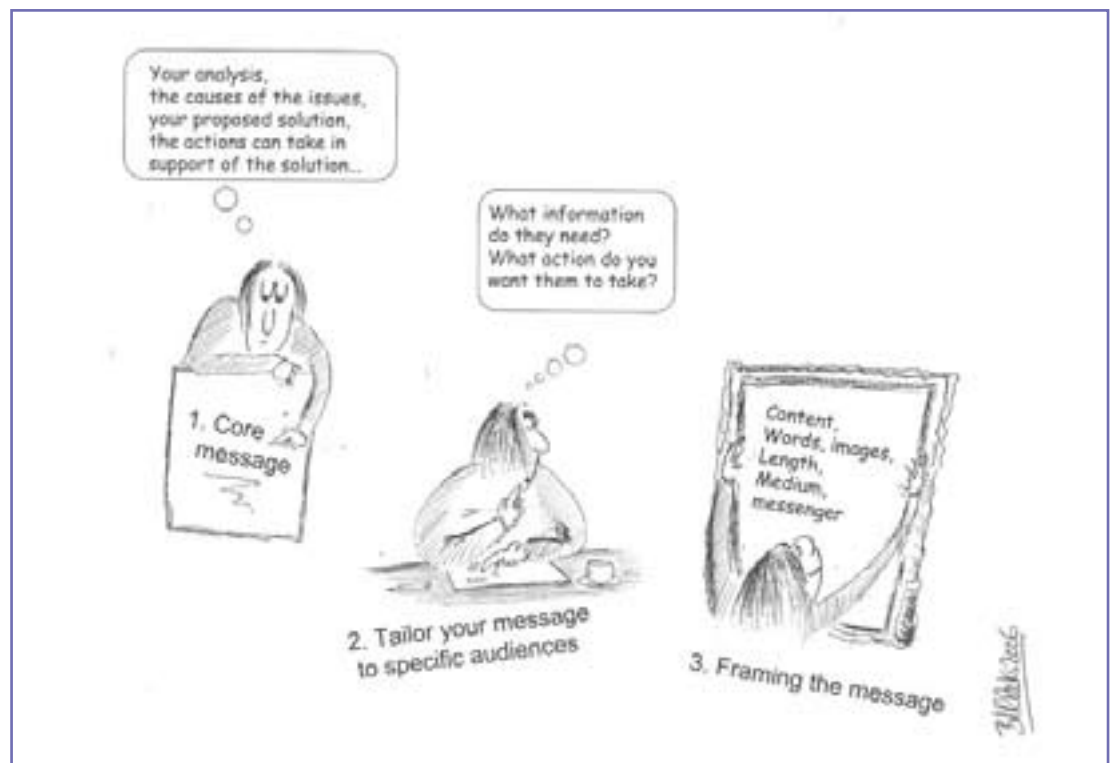 Your analysis,
the causes of the issues,
your proposed solution,
the actions can take in
support of the solution...
1. Core
message
What information
do they need?
What action do you
want them to take?
2. Tailor your message
to specific audiences
Content,
Words, images,
Length,
Medium,
messenger
3. Framing the message